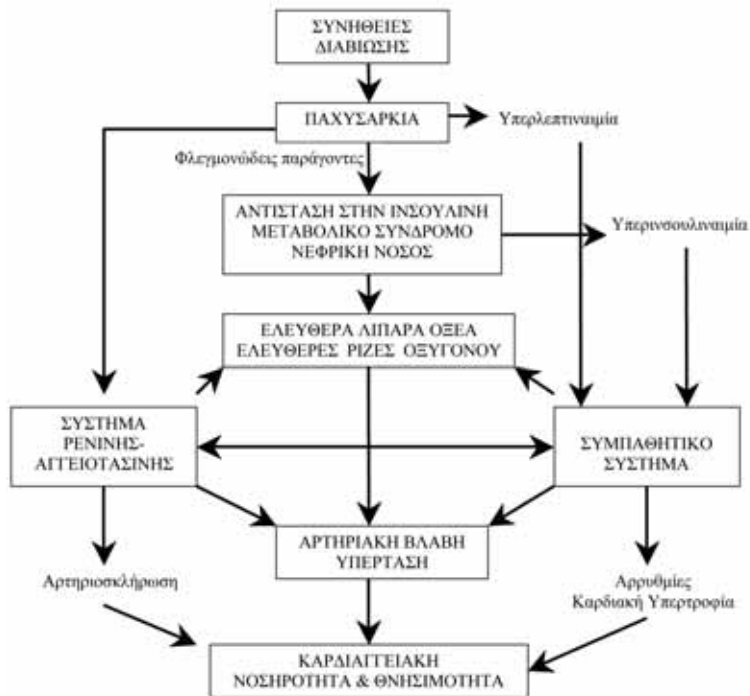 ΣΥΝΗΘΕΙΕΣ
ΔΙΑΒΙΩΣΗΣ
ΠΑΧΥΣΑΡΚΙΑ
Υπερλεπτιναιμία
Φλεγμονώδεις παράγοντες
ΑΝΤΙΣΤΑΣΗ ΣΤΗΝ ΙΝΣΟΥΛΙΝΗ
ΜΕΤΑΒΟΛΙΚΟ ΣΥΝΔΡΟΜΟ
ΝΕΦΡΙΚΗ ΝΟΣΟΣ
Υπερινσουλιναιμία
ΕΛΕΥΘΕΡΑ ΛΙΠΑΡΑ ΟΞΕΑ
ΕΛΕΥΘΕΡΕΣ ΡΙΖΕΣ ΟΞΥΓΟΝΟΥ
ΣΥΣΤΗΜΑ
ΡΕΝΙΝΗΣ-
ΑΓΓΕΙΟΤΑΣΙΝΗΣ
ΣΥΜΠΑΘΗΤΙΚΟ
ΣΥΣΤΗΜΑ
ΑΡΤΗΡΙΑΚΗ ΒΛΑΒΗ
ΥΠΕΡΤΑΣΗ
Αρτηριοσκλήρωση
Αρρυθμίες
Καρδιακή Υπερτροφία
ΚΑΡΔΙΑΓΓΕΙΑΚΗ
ΝΟΣΗΡΟΤΗΤΑ & ΘΝΗΣΙΜΟΤΗΤΑ